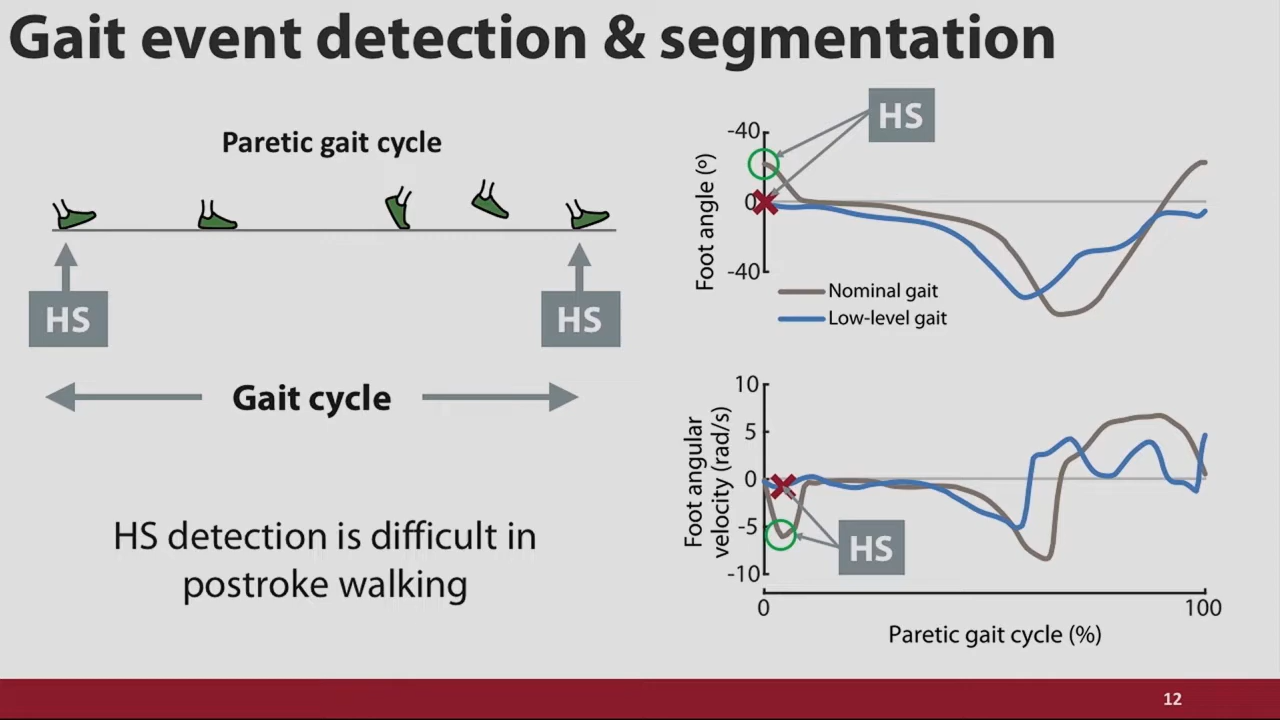 Gait event detection & segmentation
Paretic gait cycle
HS
HS
Gait cycle
HS detection is difficult in
postroke walking
HS
-40
0
-40
Foot angle (º)
Nominal gait
Low-level gait
10
5
0
-5
-10
Foot angular
velocity (rad/s)
HS
0
100
Paretic gait cycle (%)
12